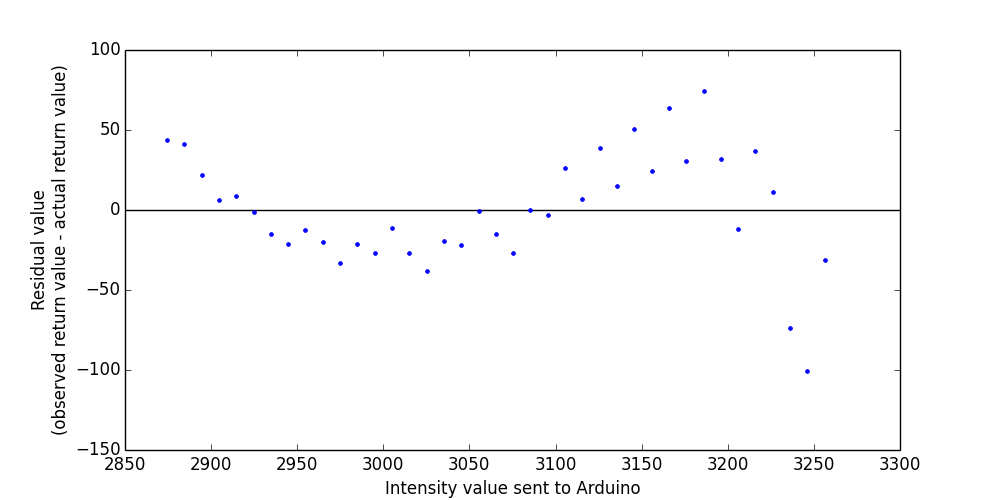 100
50
0
−50
−100
−150
2850 2900 2950 3000 3050 3100 3150 3200 3250 3300
Intensity value sent to Arduino
Residual value
(observed return value - actual return value)